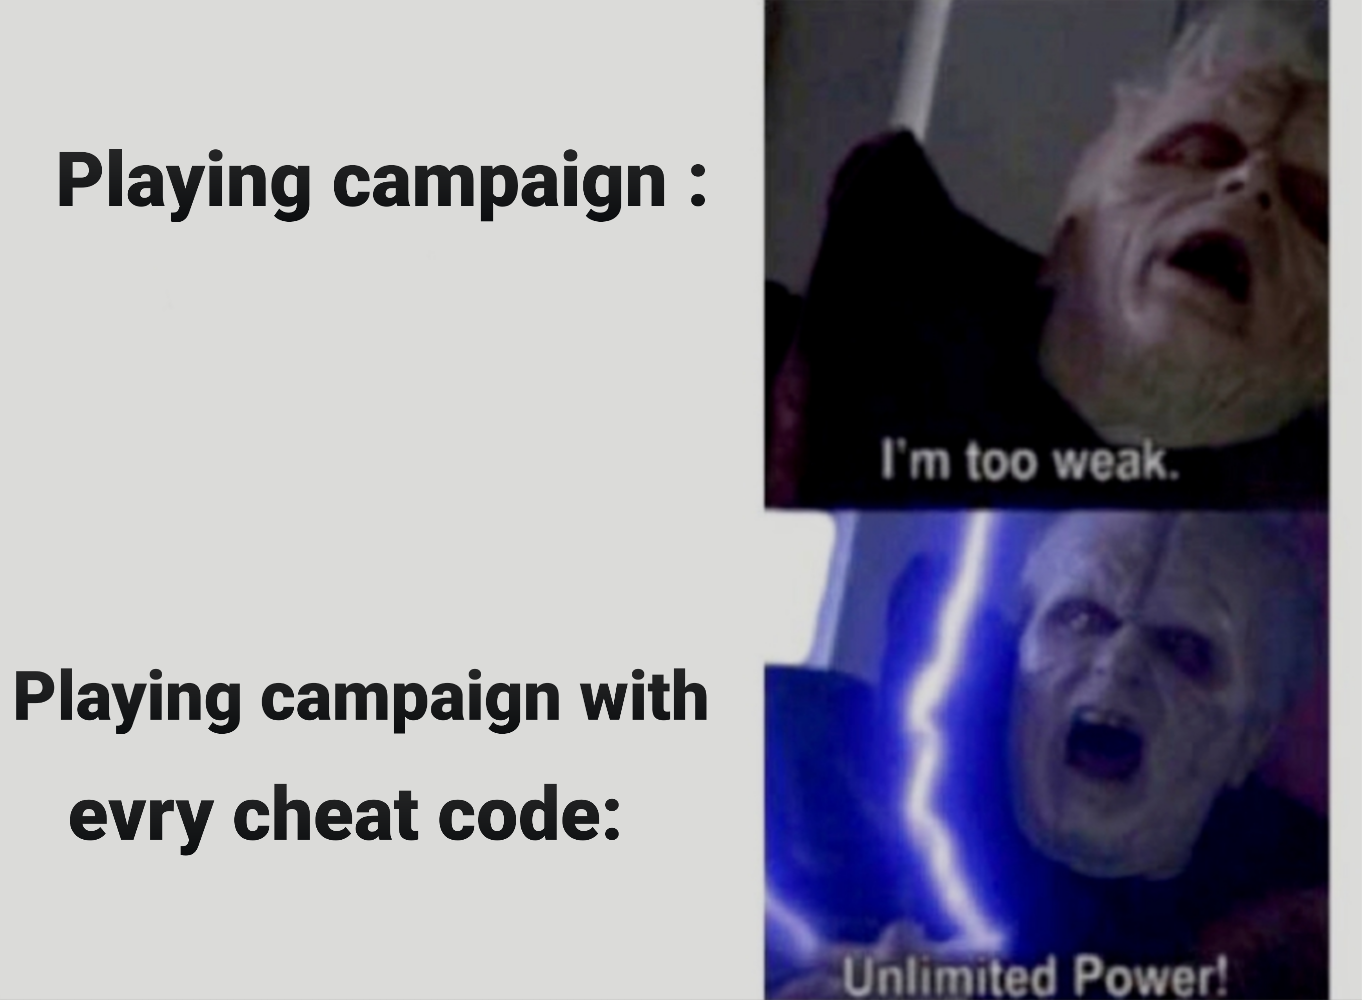 Playing campaign :
I'm too weak.
Playing campaign with
evry cheat code:
Unlimited Power!